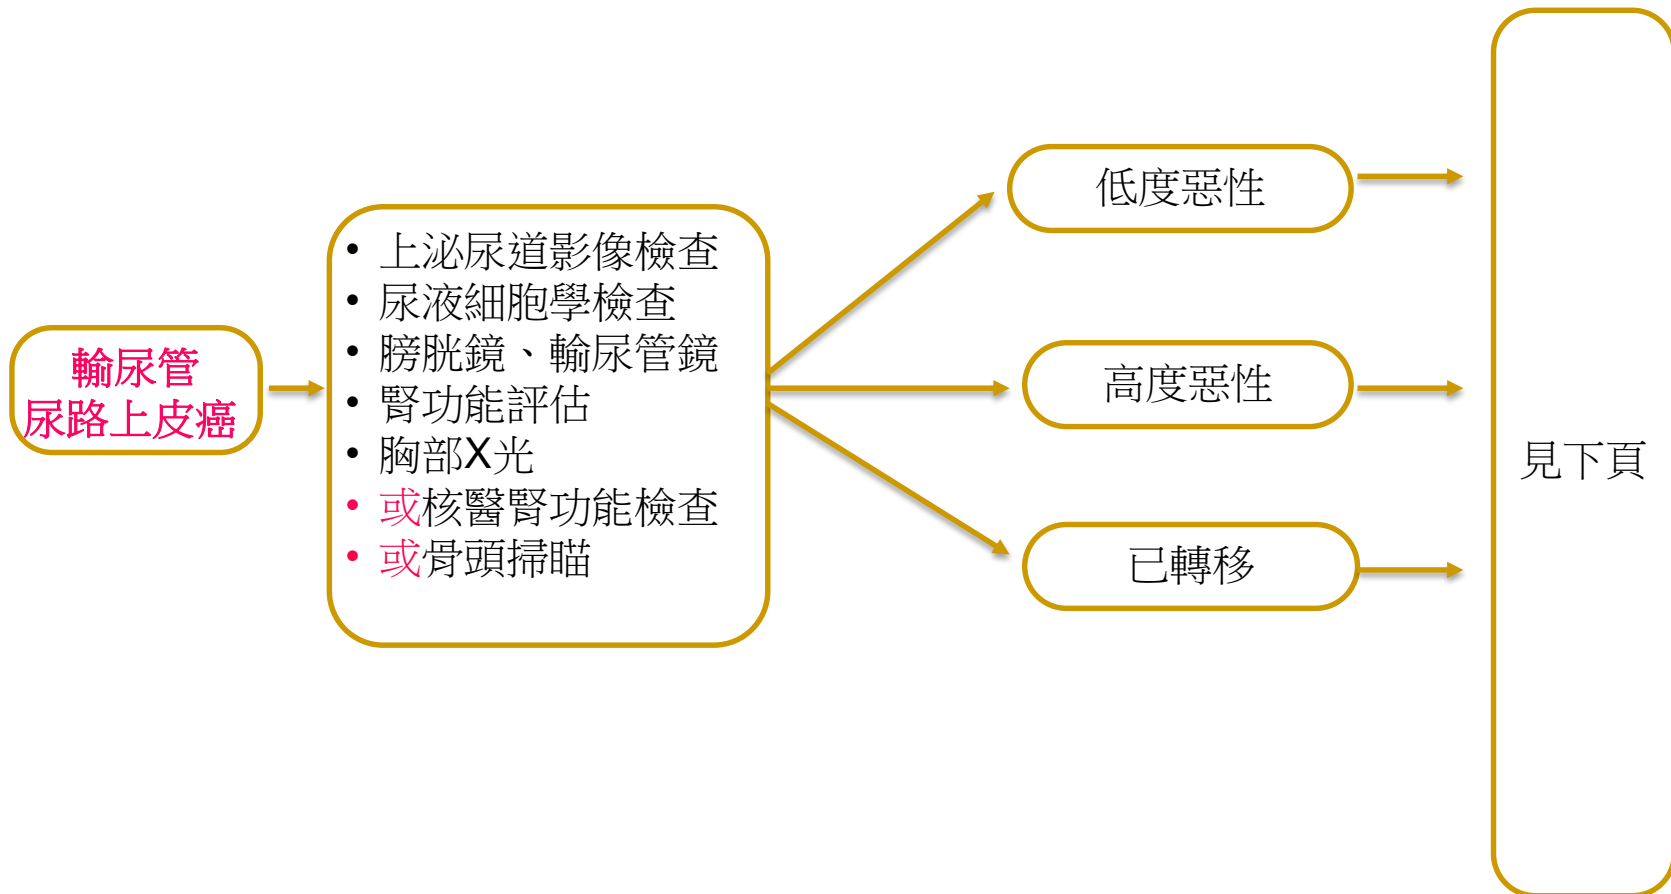 輸尿管
尿路上皮癌
• 上泌尿道影像檢查
• 尿液細胞學檢查
• 膀胱鏡、輸尿管鏡
• 腎功能評估
• 胸部X光
• 或核醫腎功能檢查
• 或骨頭掃瞄
低度惡性
高度惡性
已轉移
見下頁